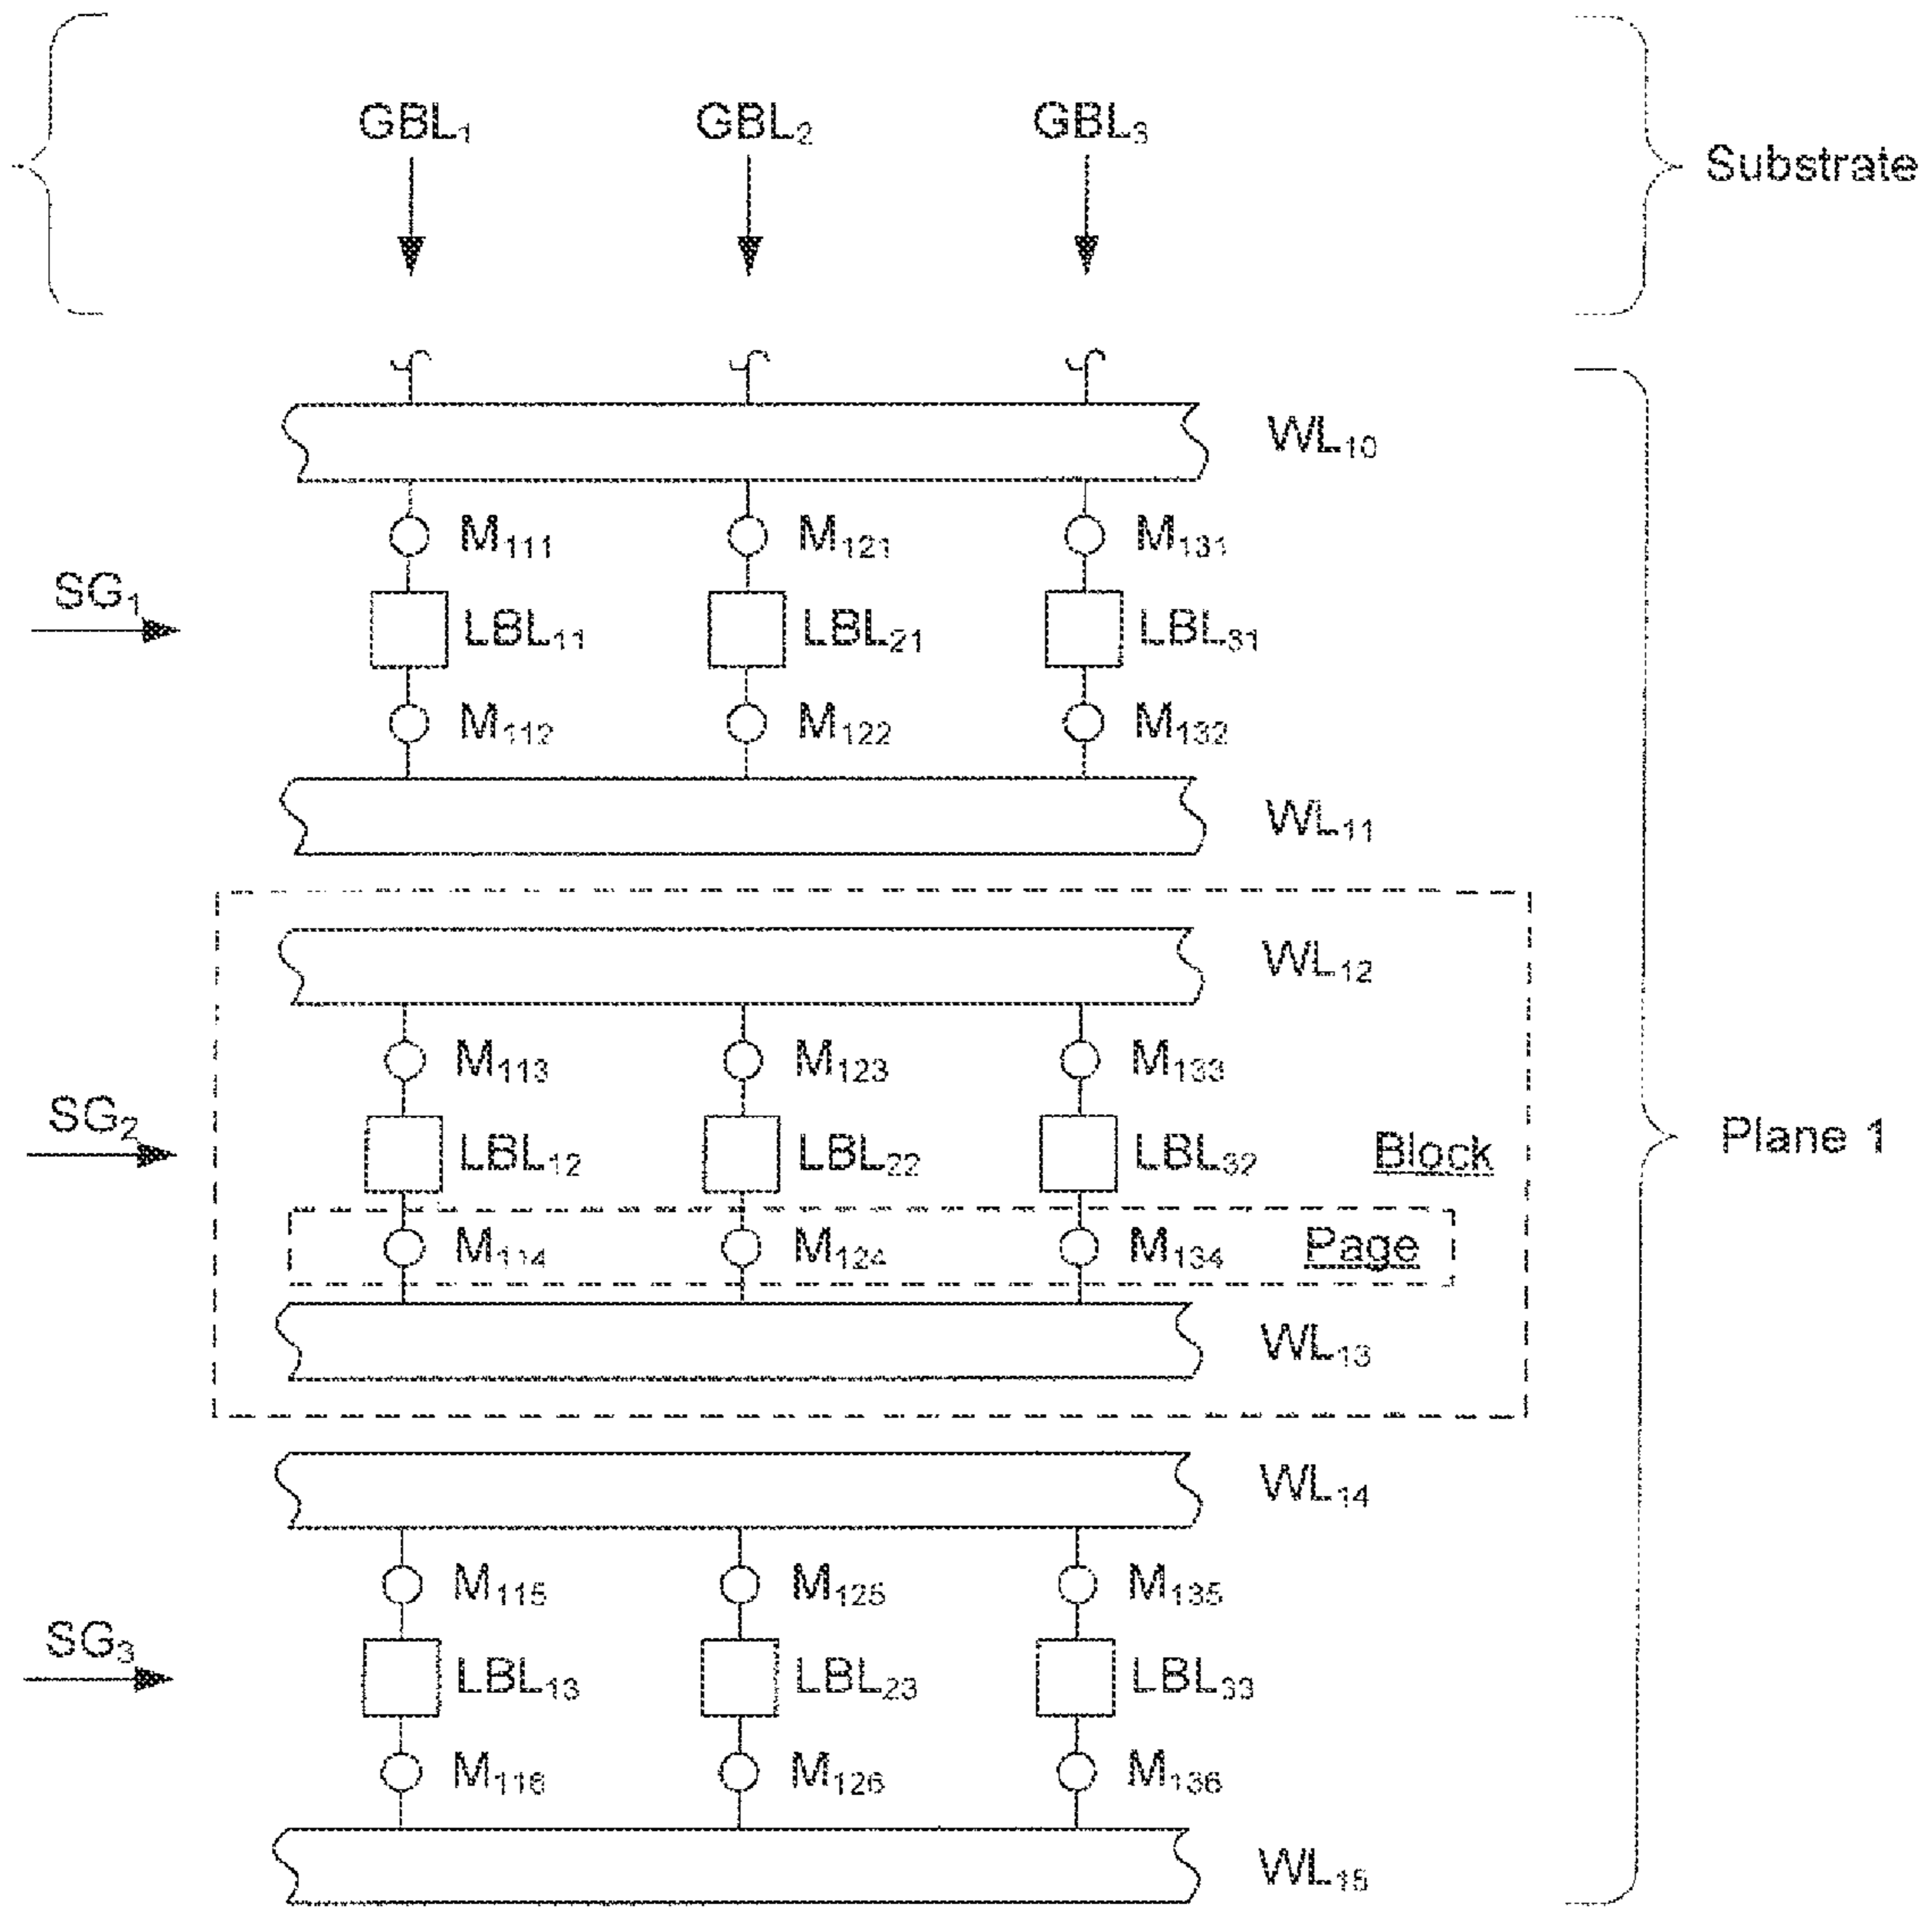 GBL₁ GBL₂ GBL₃
Substrate
WL₁₀
M₁₁₁ M₁₂₁ M₁₃₁
SG₁
LBL₁₁ LBL₂₁ LBL₃₁
M₁₁₂ M₁₂₂ M₁₃₂
WL₁₁
WL₁₂
M₁₁₃ M₁₂₃ M₁₃₃
SG₂
LBL₁₂ LBL₂₂ LBL₃₂
Block
Plane 1
M₁₁₄ M₁₂₄ M₁₃₄
Page
WL₁₃
WL₁₄
M₁₁₅ M₁₂₅ M₁₃₅
SG₃
LBL₁₃ LBL₂₃ LBL₃₃
M₁₁₆ M₁₂₆ M₁₃₆
WL₁₅